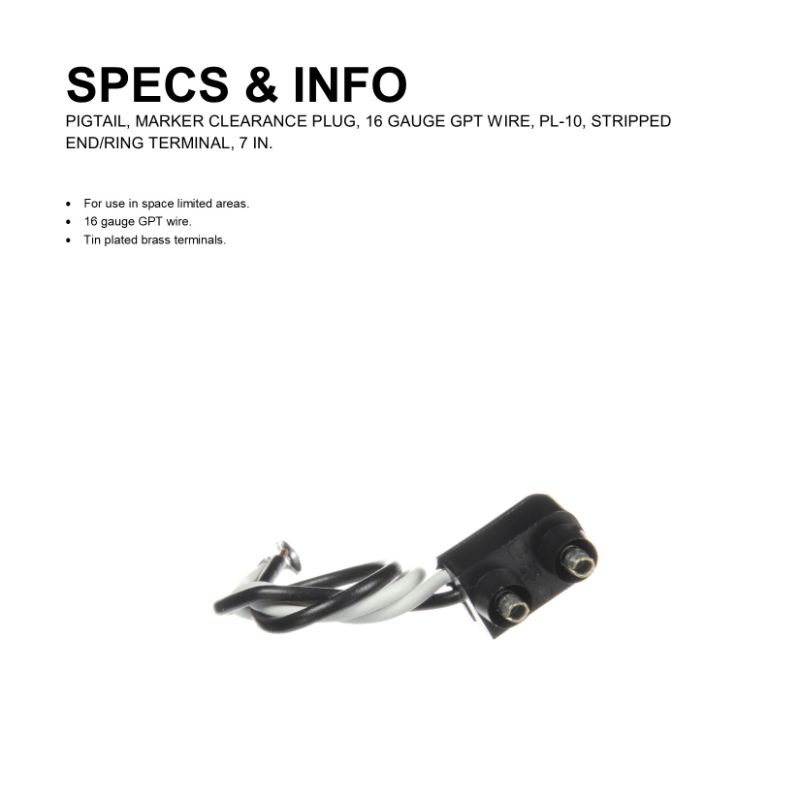 SPECS & INFO
PIGTAIL, MARKER CLEARANCE PLUG, 16 GAUGE GPT WIRE, PL-10, STRIPPED
END/RING TERMINAL, 7 IN.
• For use in space limited areas.
• 16 gauge GPT wire.
• Tin plated brass terminals.